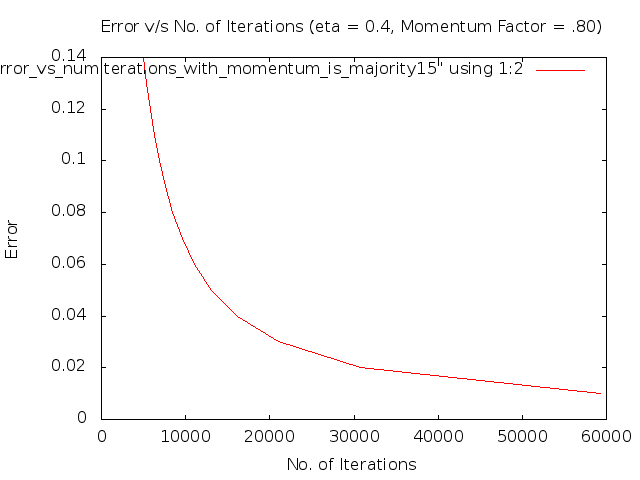 Error v/s No. of Iterations (eta = 0.4, Momentum Factor = .80)
rror_vs_numiterations_with_momentum_is_majority15" using 1:2
0.14
0.12
0.1
0.08
0.06
0.04
0.02
0
Error
0 10000 20000 30000 40000 50000 60000
No. of Iterations